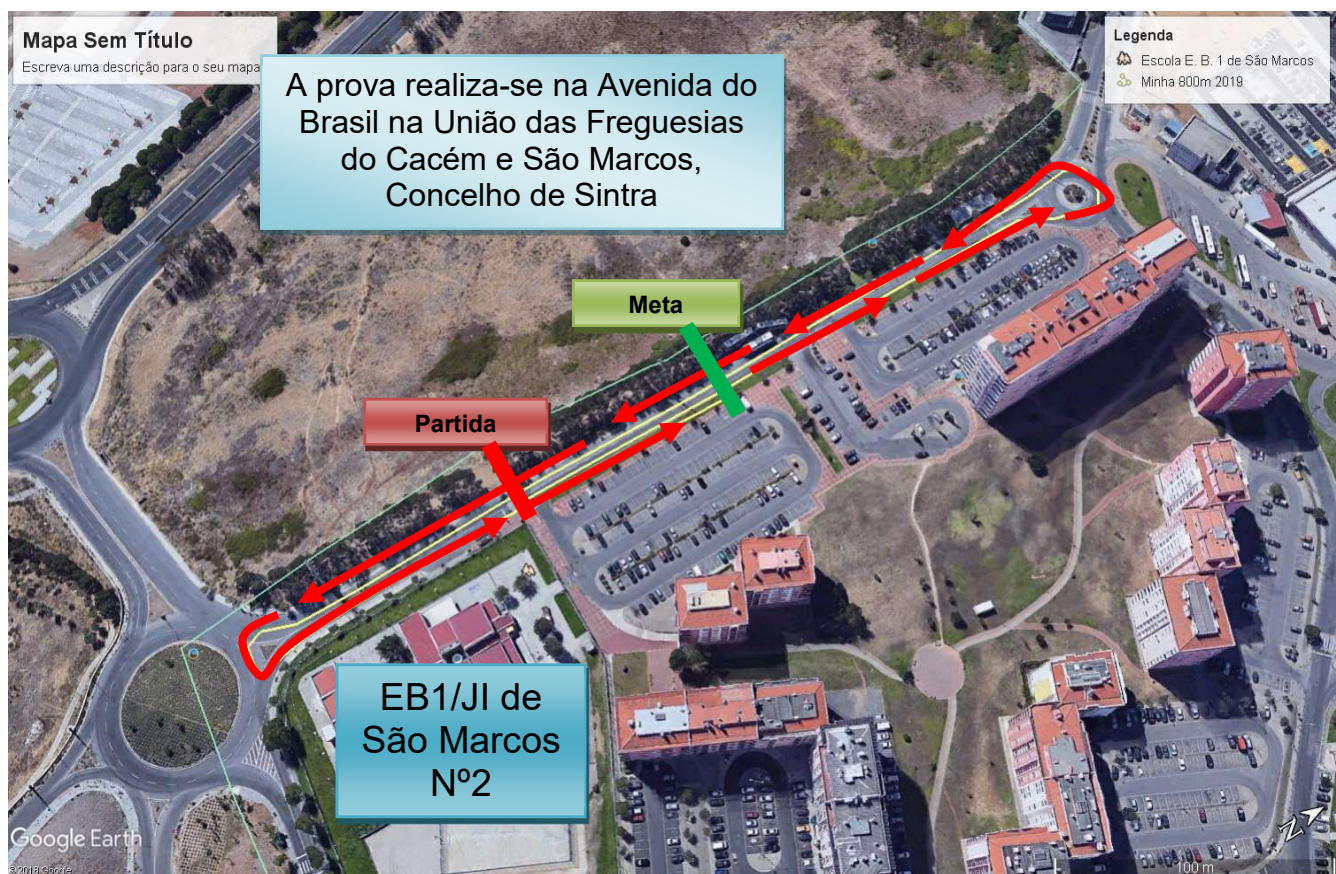 Mapa Sem Título
Escreva uma descrição para o seu mapa
Legenda
Escola E. B. 1 de São Marcos
Minha 800m 2019
A prova realiza-se na Avenida do
Brasil na União das Freguesias
do Cacém e São Marcos,
Concelho de Sintra
Meta
Partida
EB1/JI de
São Marcos
Nº2
Google Earth
© 2018 Google
N
100 m